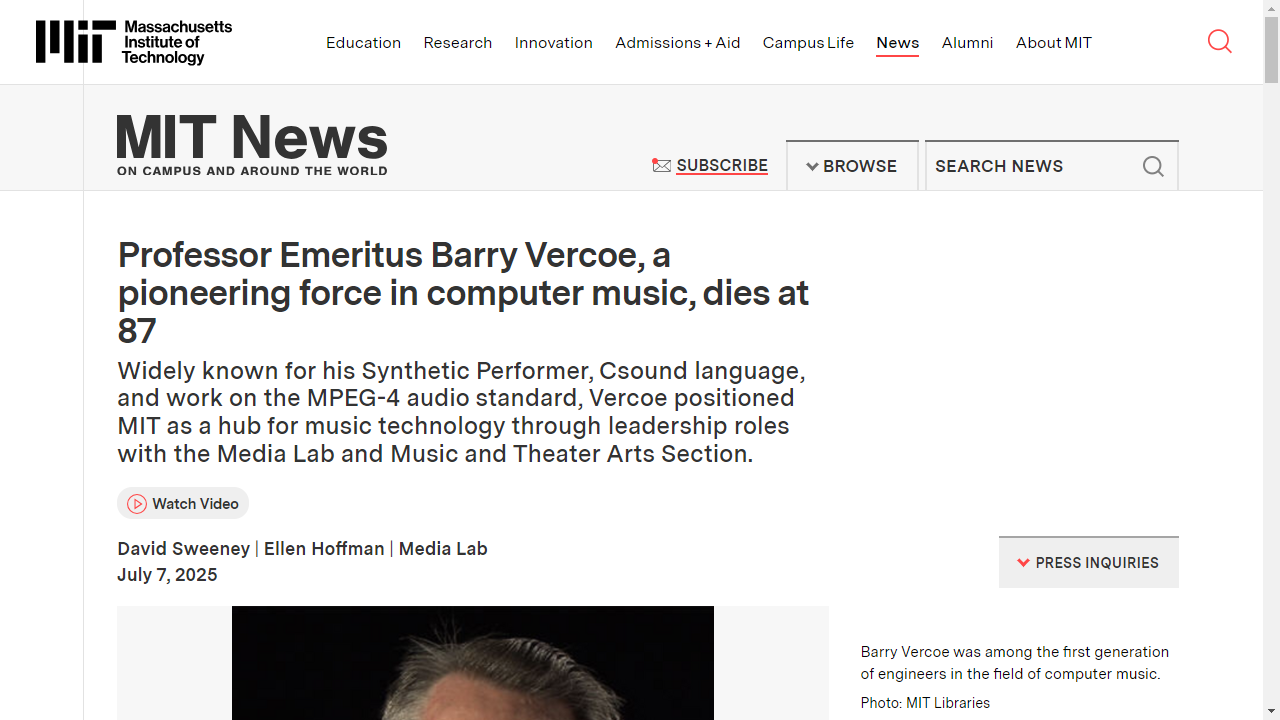 Massachusetts
Institute of
Technology
Education Research Innovation Admissions + Aid Campus Life News Alumni About MIT
MIT News
ON CAMPUS AND AROUND THE WORLD
SUBSCRIBE
BROWSE
SEARCH NEWS
Professor Emeritus Barry Vercoe, a
pioneering force in computer music, dies at
87
Widely known for his Synthetic Performer, Csound language,
and work on the MPEG-4 audio standard, Vercoe positioned
MIT as a hub for music technology through leadership roles
with the Media Lab and Music and Theater Arts Section.
Watch Video
David Sweeney | Ellen Hoffman | Media Lab
July 7, 2025
PRESS INQUIRIES
Barry Vercoe was among the first generation
of engineers in the field of computer music.
Photo: MIT Libraries